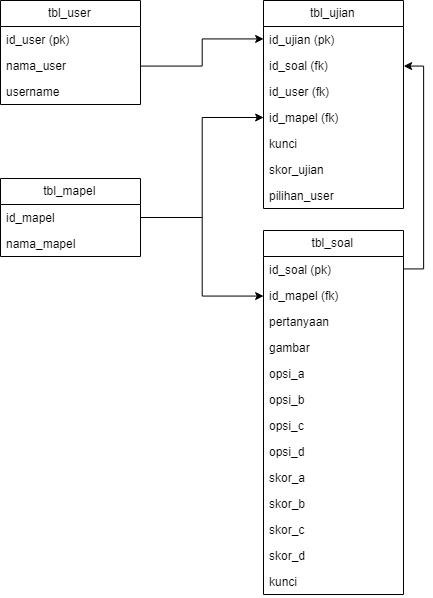 tbl_user
id_user (pk)
nama_user
username
tbl_mapel
id_mapel
nama_mapel
tbl_ujian
id_ujian (pk)
id_soal (fk)
id_user (fk)
id_mapel (fk)
kunci
skor_ujian
pilihan_user
tbl_soal
id_soal (pk)
id_mapel (fk)
pertanyaan
gambar
opsi_a
opsi_b
opsi_c
opsi_d
skor_a
skor_b
skor_c
skor_d
kunci